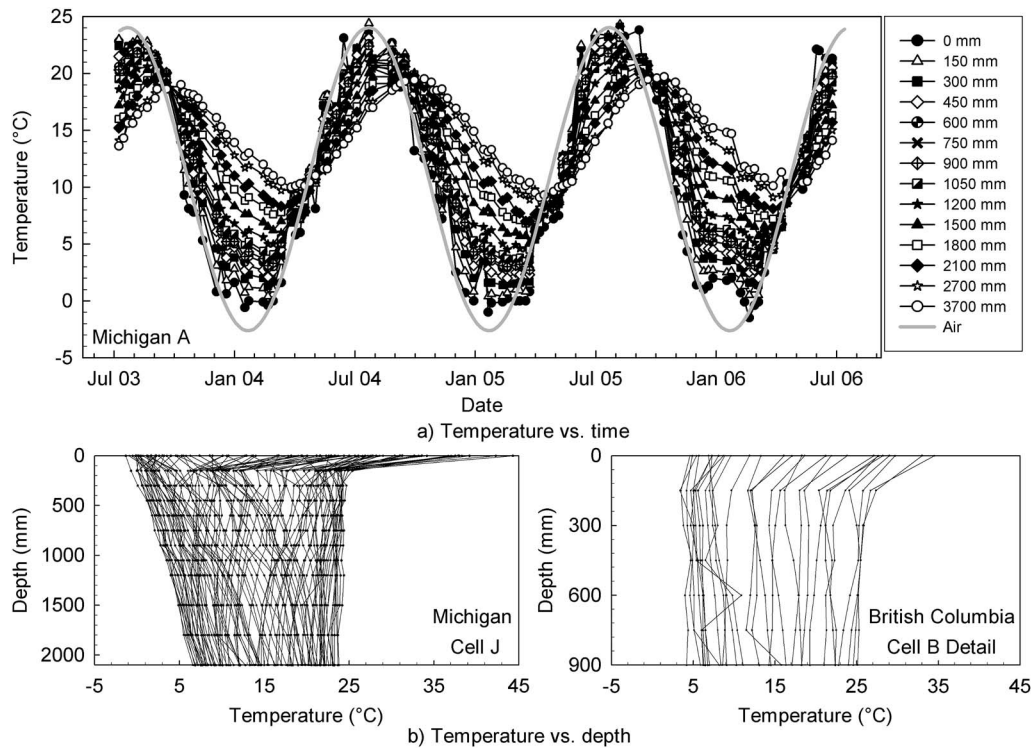 25
20
15
10
5
0
-5
Temperature (°C)
Michigan A
Jul 03 Jan 04 Jul 04 Jan 05 Jul 05 Jan 06 Jul 06
Date
0 mm
150 mm
300 mm
450 mm
600 mm
750 mm
900 mm
1050 mm
1200 mm
1500 mm
1800 mm
2100 mm
2700 mm
3700 mm
Air
a) Temperature vs. time
0
500
1000
1500
2000
Depth (mm)
Michigan
Cell J
-5 5 15 25 35 45
Temperature (°C)
0
300
600
900
Depth (mm)
British Columbia
Cell B Detail
-5 5 15 25 35 45
Temperature (°C)
b) Temperature vs. depth